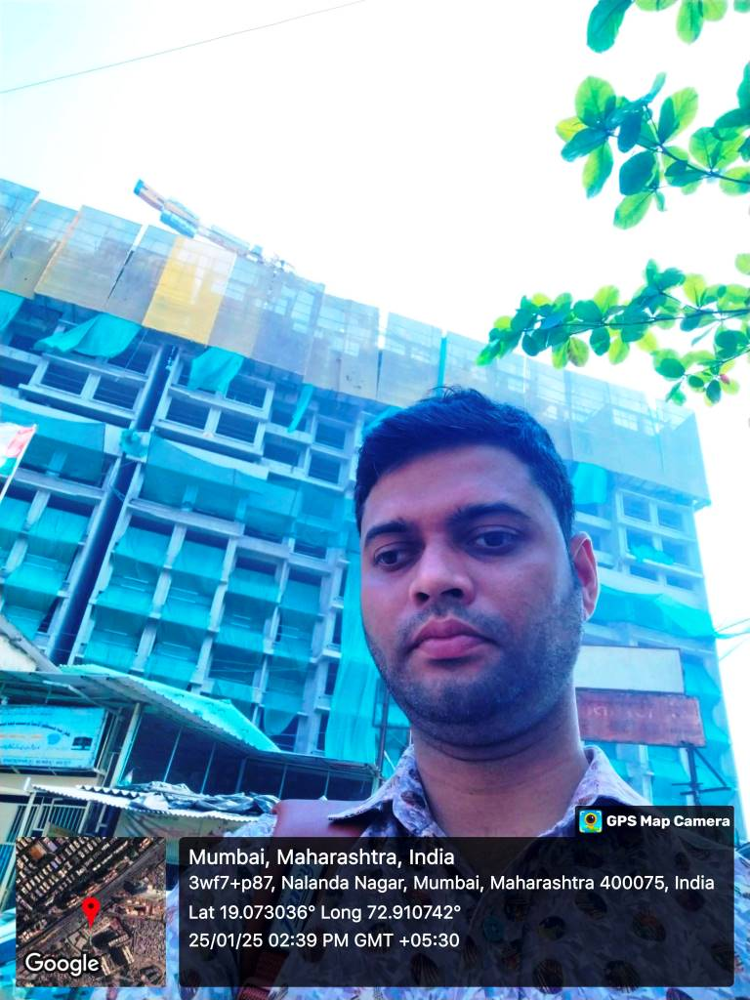 GPS Map Camera
Mumbai, Maharashtra, India
3wf7+p87, Nalanda Nagar, Mumbai, Maharashtra 400075, India
Lat 19.073036° Long 72.910742°
25/01/25 02:39 PM GMT +05:30
Google